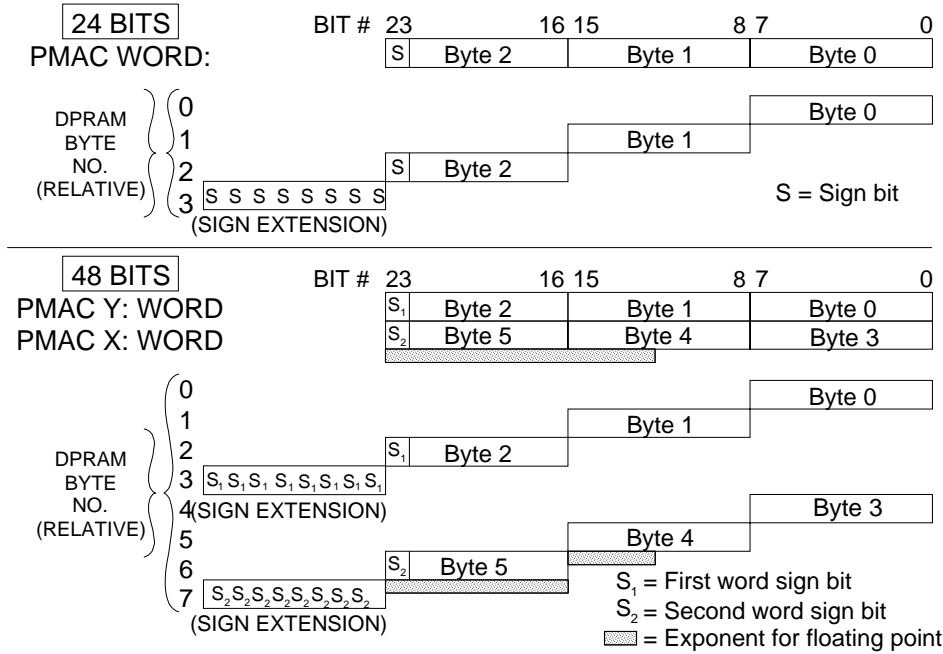 24 BITS BIT # 23 16 15 8 7 0
PMAC WORD: S Byte 2 Byte 1 Byte 0
DPRAM
BYTE
NO.
(RELATIVE)
0 Byte 0
1 Byte 1
2 S Byte 2
3 S S S S S S S S
(SIGN EXTENSION)
S = Sign bit
48 BITS BIT # 23 16 15 8 7 0
PMAC Y: WORD S₁ Byte 2 Byte 1 Byte 0
PMAC X: WORD S₂ Byte 5 Byte 4 Byte 3
DPRAM
BYTE
NO.
(RELATIVE)
0 Byte 0
1 Byte 1
2 S₁ Byte 2
3 S₁ S₁ S₁ S₁ S₁ S₁ S₁ S₁
4 (SIGN EXTENSION) Byte 3
5 Byte 4
6 S₂ Byte 5
7 S₂ S₂ S₂ S₂ S₂ S₂ S₂ S₂
(SIGN EXTENSION)
S₁ = First word sign bit
S₂ = Second word sign bit
= Exponent for floating point